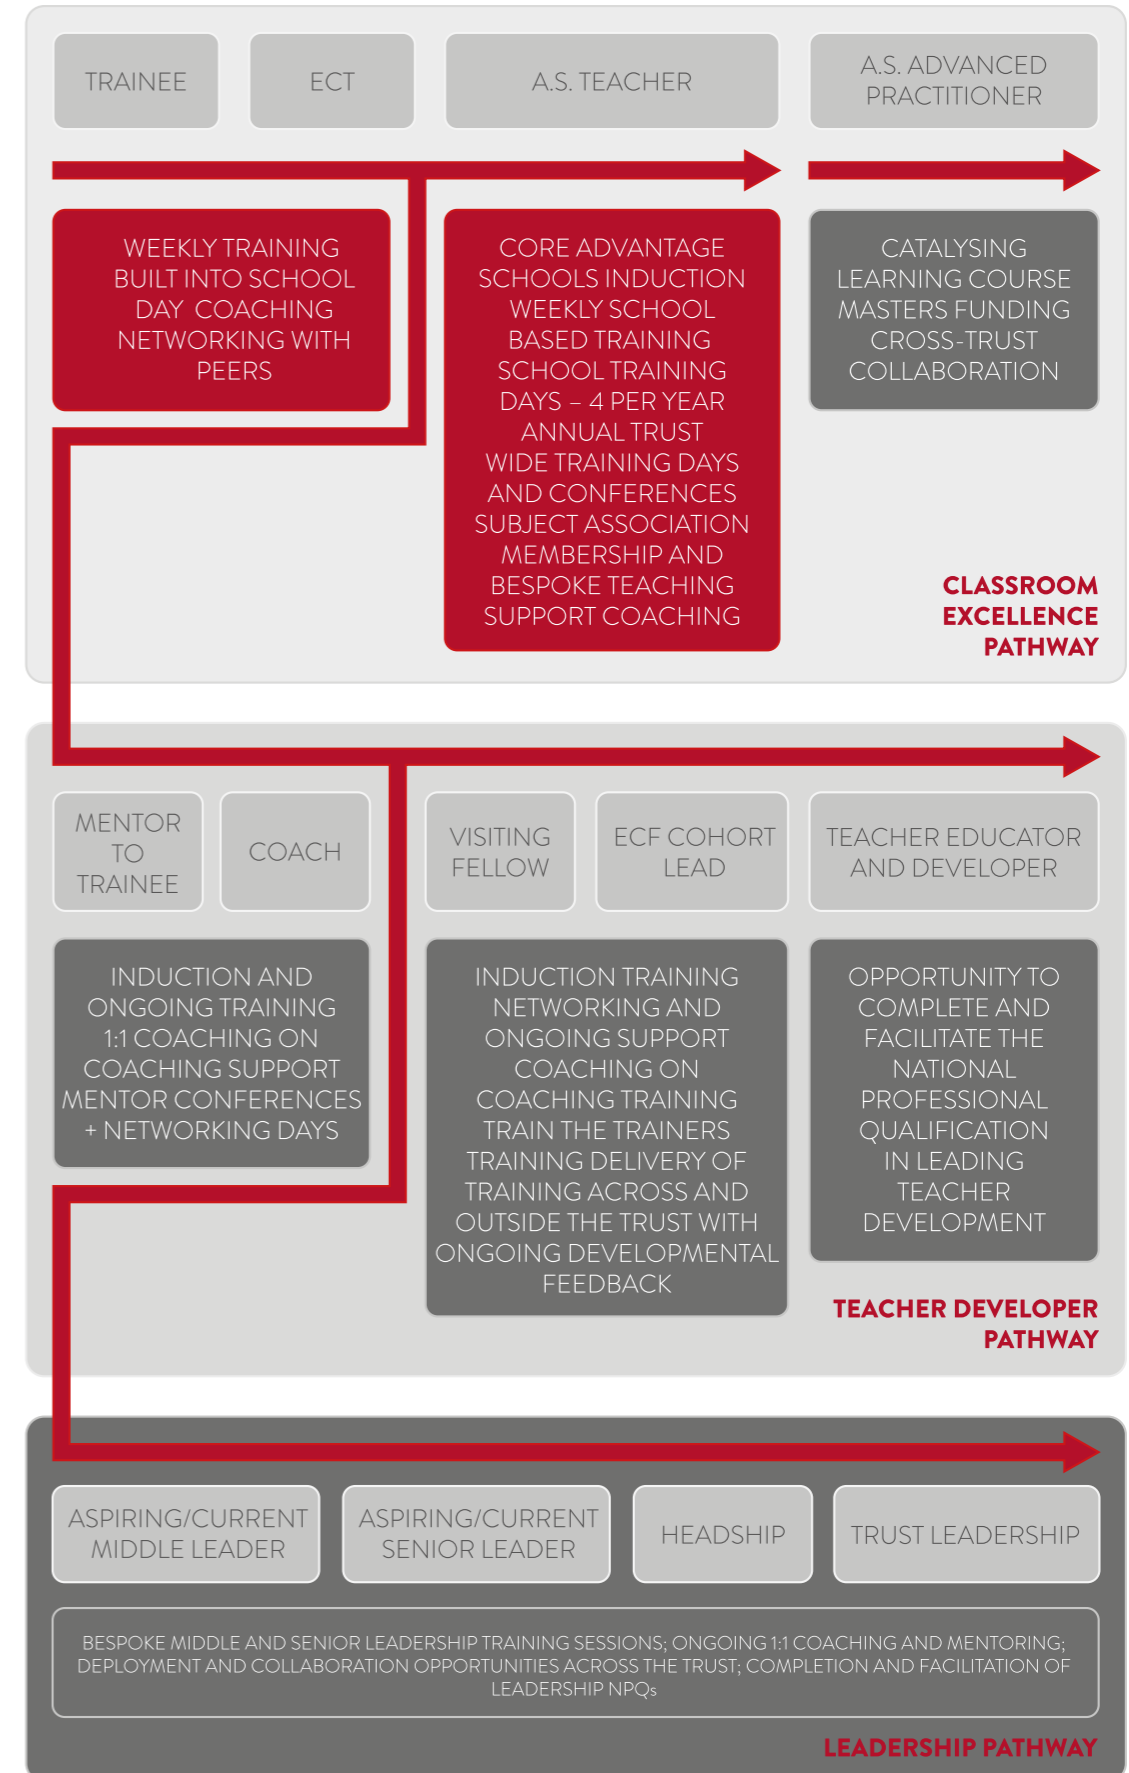 TRAINEE
ECT
A.S. TEACHER
A.S. ADVANCED
PRACTITIONER
WEEKLY TRAINING
BUILT INTO SCHOOL
DAY COACHING
NETWORKING WITH
PEERS
CORE ADVANTAGE
SCHOOLS INDUCTION
WEEKLY SCHOOL
BASED TRAINING
SCHOOL TRAINING
DAYS – 4 PER YEAR
ANNUAL TRUST
WIDE TRAINING DAYS
AND CONFERENCES
SUBJECT ASSOCIATION
MEMBERSHIP AND
BESPOKE TEACHING
SUPPORT COACHING
CATALYSING
LEARNING COURSE
MASTERS FUNDING
CROSS-TRUST
COLLABORATION
CLASSROOM
EXCELLENCE
PATHWAY
MENTOR
TO
TRAINEE
COACH
VISITING
FELLOW
ECF COHORT
LEAD
TEACHER EDUCATOR
AND DEVELOPER
INDUCTION AND
ONGOING TRAINING
1:1 COACHING ON
COACHING SUPPORT
MENTOR CONFERENCES
+ NETWORKING DAYS
INDUCTION TRAINING
NETWORKING AND
ONGOING SUPPORT
COACHING ON
COACHING TRAINING
TRAIN THE TRAINERS
TRAINING DELIVERY OF
TRAINING ACROSS AND
OUTSIDE THE TRUST WITH
ONGOING DEVELOPMENTAL
FEEDBACK
OPPORTUNITY TO
COMPLETE AND
FACILITATE THE
NATIONAL
PROFESSIONAL
QUALIFICATION
IN LEADING
TEACHER
DEVELOPMENT
TEACHER DEVELOPER
PATHWAY
ASPIRING/CURRENT
MIDDLE LEADER
ASPIRING/CURRENT
SENIOR LEADER
HEADSHIP
TRUST LEADERSHIP
BESPOKE MIDDLE AND SENIOR LEADERSHIP TRAINING SESSIONS; ONGOING 1:1 COACHING AND MENTORING;
DEPLOYMENT AND COLLABORATION OPPORTUNITIES ACROSS THE TRUST; COMPLETION AND FACILITATION OF
LEADERSHIP NPQs
LEADERSHIP PATHWAY